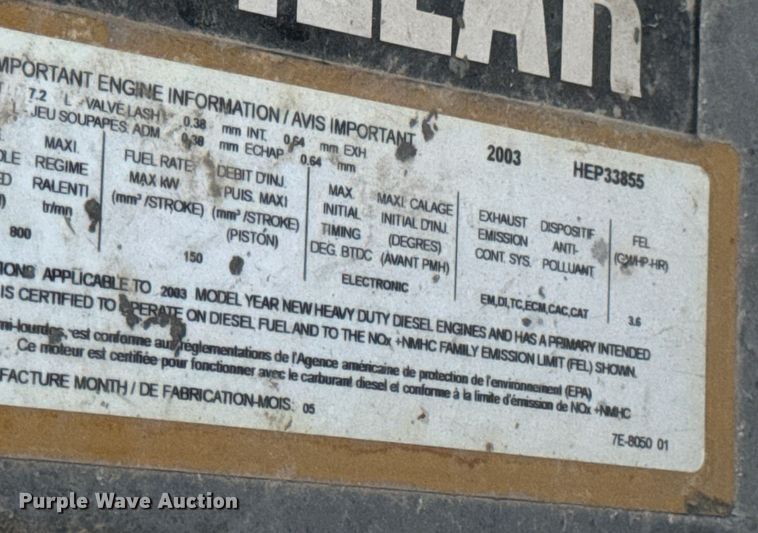 LLAR
MPORTANT ENGINE INFORMATION / AVIS IMPORTANT
7.2 L VALVE LASH 0.38 mm INT. 0.64 mm EXH
L JEU SOUPAPES, ADM 0.38 mm ECHAP 0.64 mm
2003 HEP33855
MAXI.
REGIME
RALENTI
tr/mn
800
FUEL RATE DEBIT D'INJ.
MAX kW PUIS. MAXI
(mm³/STROKE) (mm³/STROKE)
(PISTON)
150
MAX MAXI CALAGE
INITIAL INITIAL D'INJ.
TIMING (DEGRES)
DEG. BTDC (AVANT PMH)
ELECTRONIC
EXHAUST DISPOSITIF
EMISSION ANTI-
CONT. SYS. POLLUANT
EM,DI,TC,ECM,CAC,CAT
FEL
(GM/HP-HR)
3.6
IONS APPLICABLE TO 2003 MODEL YEAR NEW HEAVY DUTY DIESEL ENGINES AND HAS A PRIMARY INTENDED
IS CERTIFIED TO OPERATE ON DIESEL FUEL AND TO THE NOx +NMHC FAMILY EMISSION LIMIT (FEL) SHOWN.
mi-lourdes, est conforme aux réglementations de l'Agence américaine de protection de l'environnement (EPA)
Ce moteur est certifiée pour fonctionner avec le carburant diesel et conforme à la limite d'émission de NOx +NMHC
FACTURE MONTH / DE FABRICATION-MOIS: 05
7E-8050 01
Purple Wave Auction